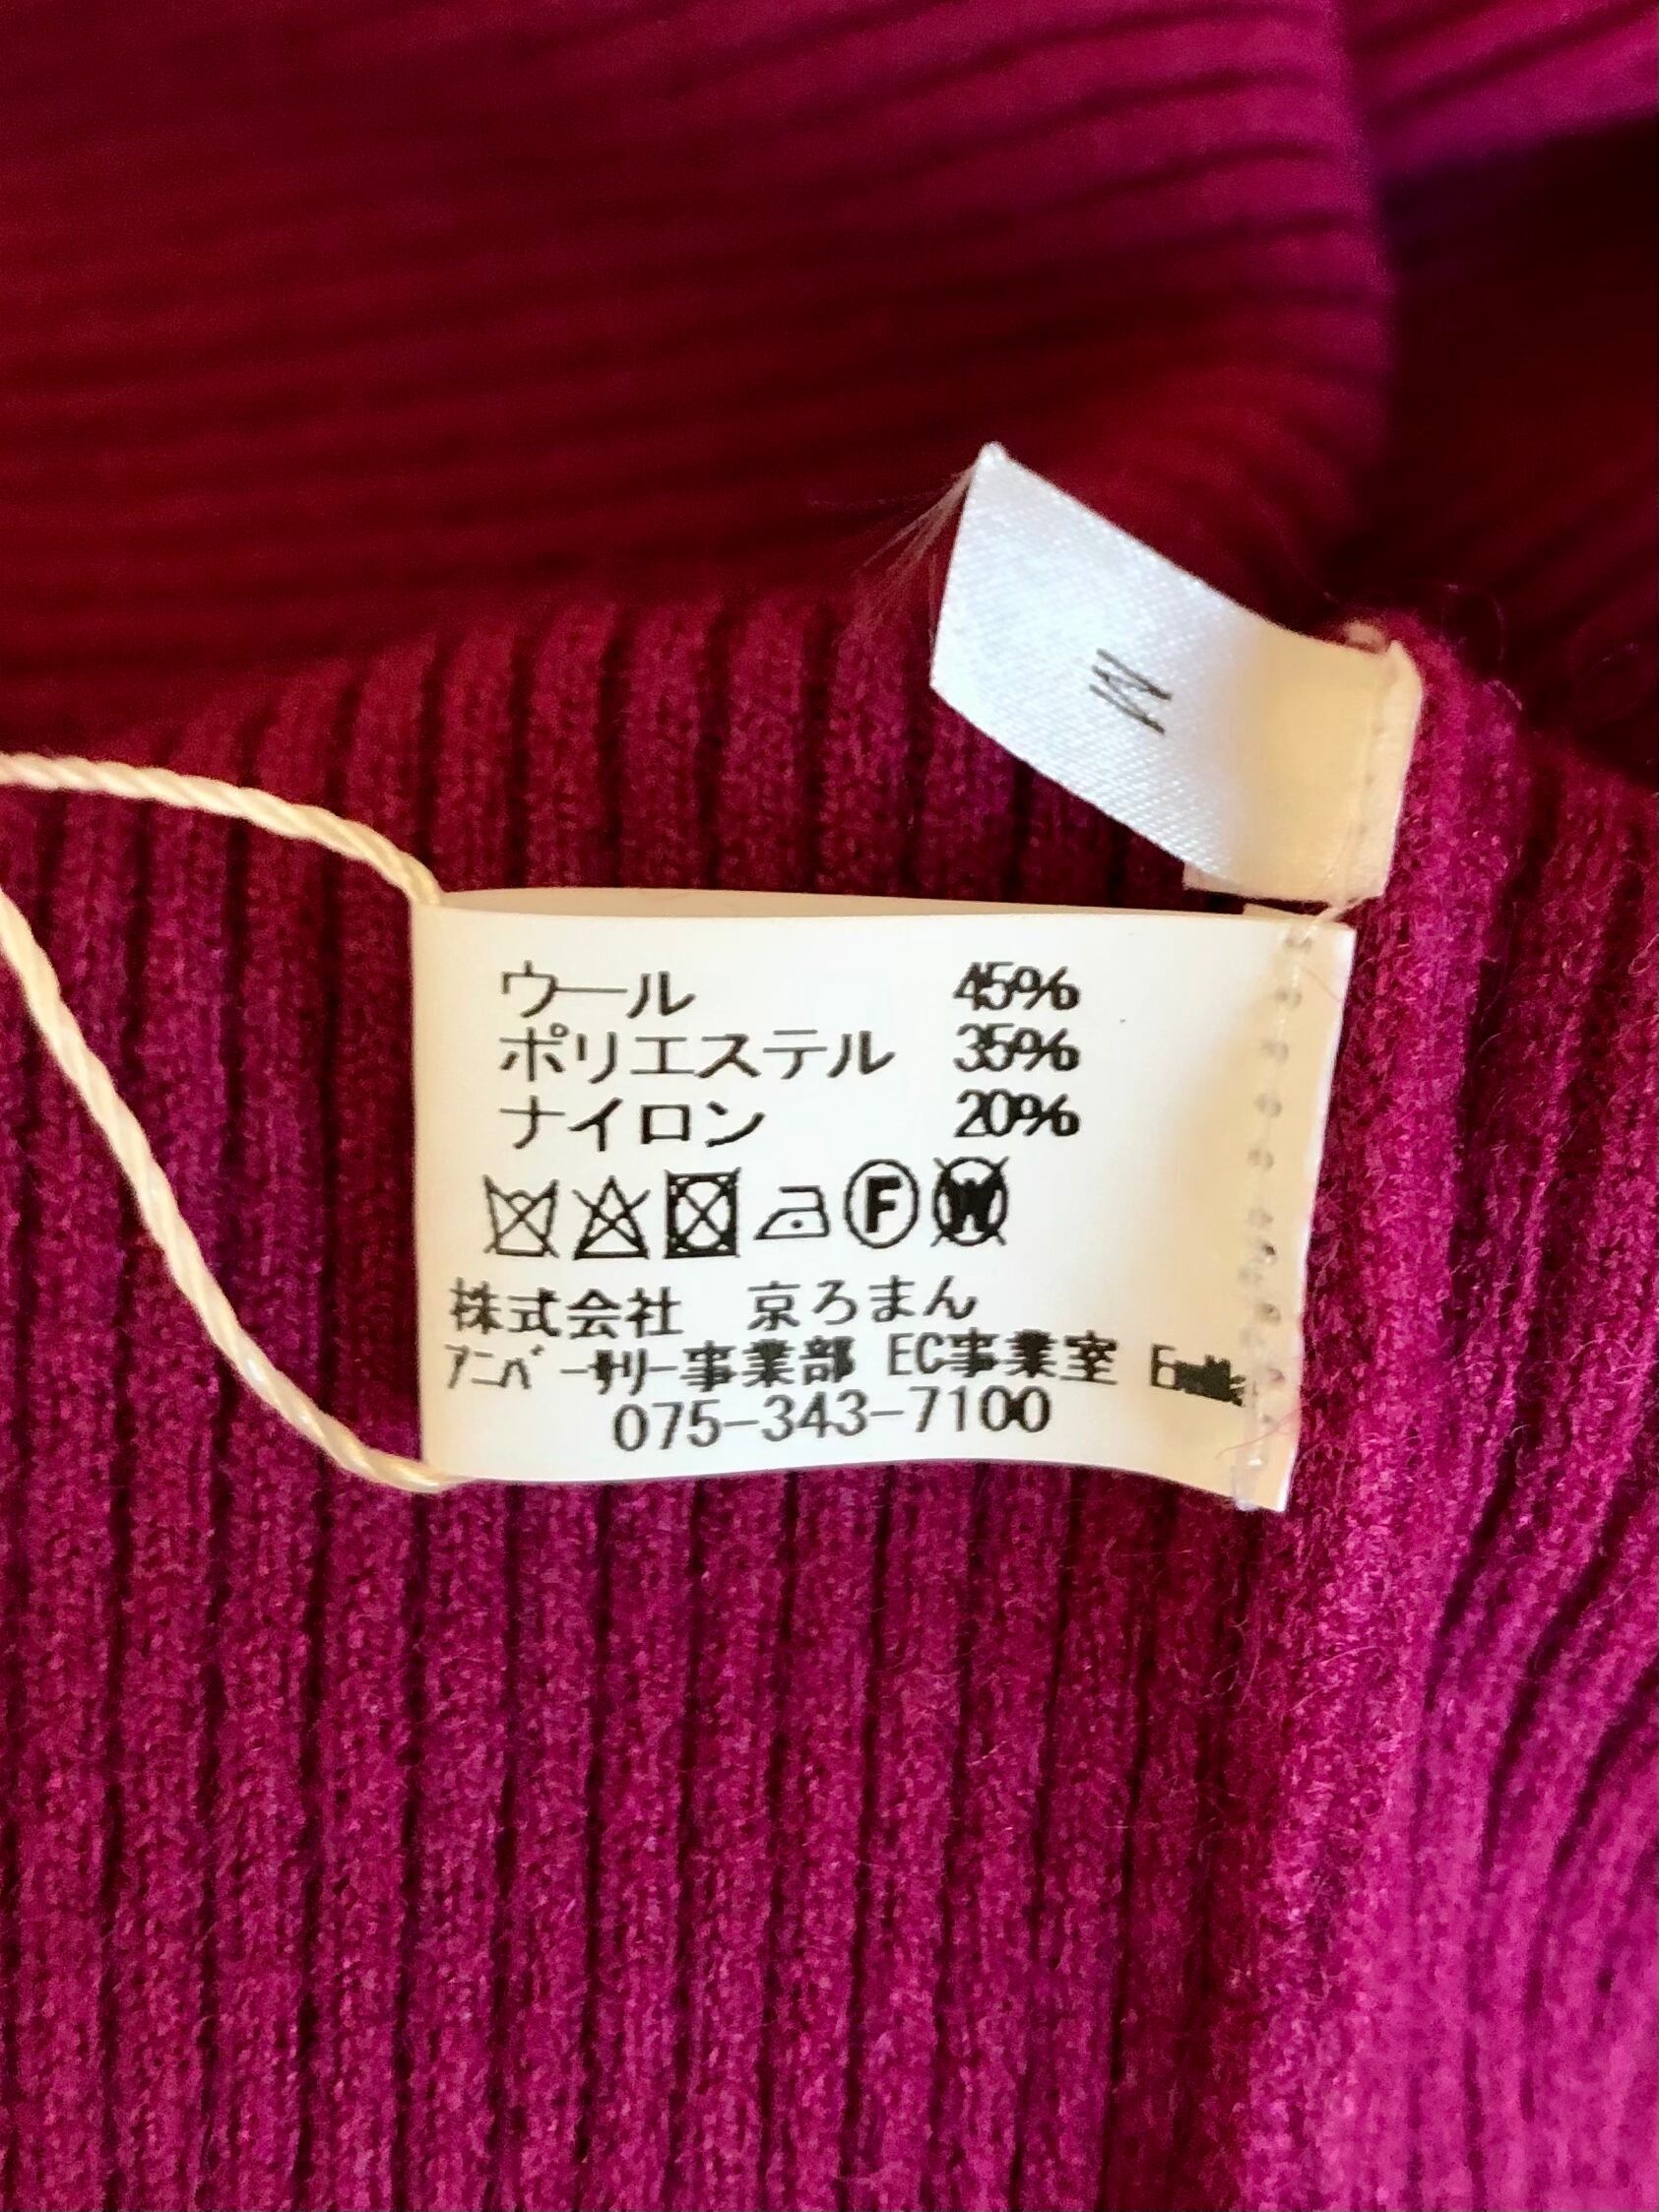 M
ウール 45%
ポリエステル 35%
ナイロン 20%
F W
株式会社 京ろまん
ｱﾆﾊﾞｰｻﾘｰ事業部 EC事業室
075-343-7100